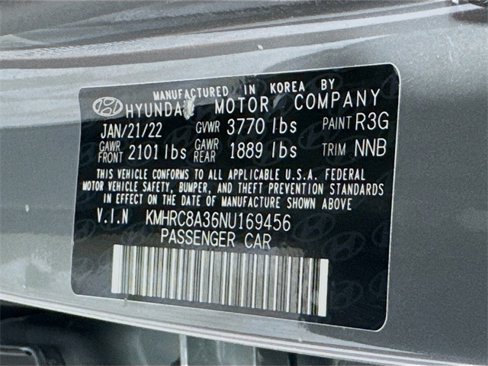 MANUFACTURED IN KOREA BY
HYUNDAI MOTOR COMPANY
JAN/21/22 GVWR 3770 lbs PAINT R3G
GAWR FRONT 2101 lbs GAWR REAR 1889 lbs TRIM NNB
THIS VEHICLE CONFORMS TO ALL APPLICABLE U.S.A. FEDERAL
MOTOR VEHICLE SAFETY, BUMPER, AND THEFT PREVENTION STANDARDS
IN EFFECT ON THE DATE OF MANUFACTURE SHOWN ABOVE
V.I.N KMHRC8A36NU169456
PASSENGER CAR